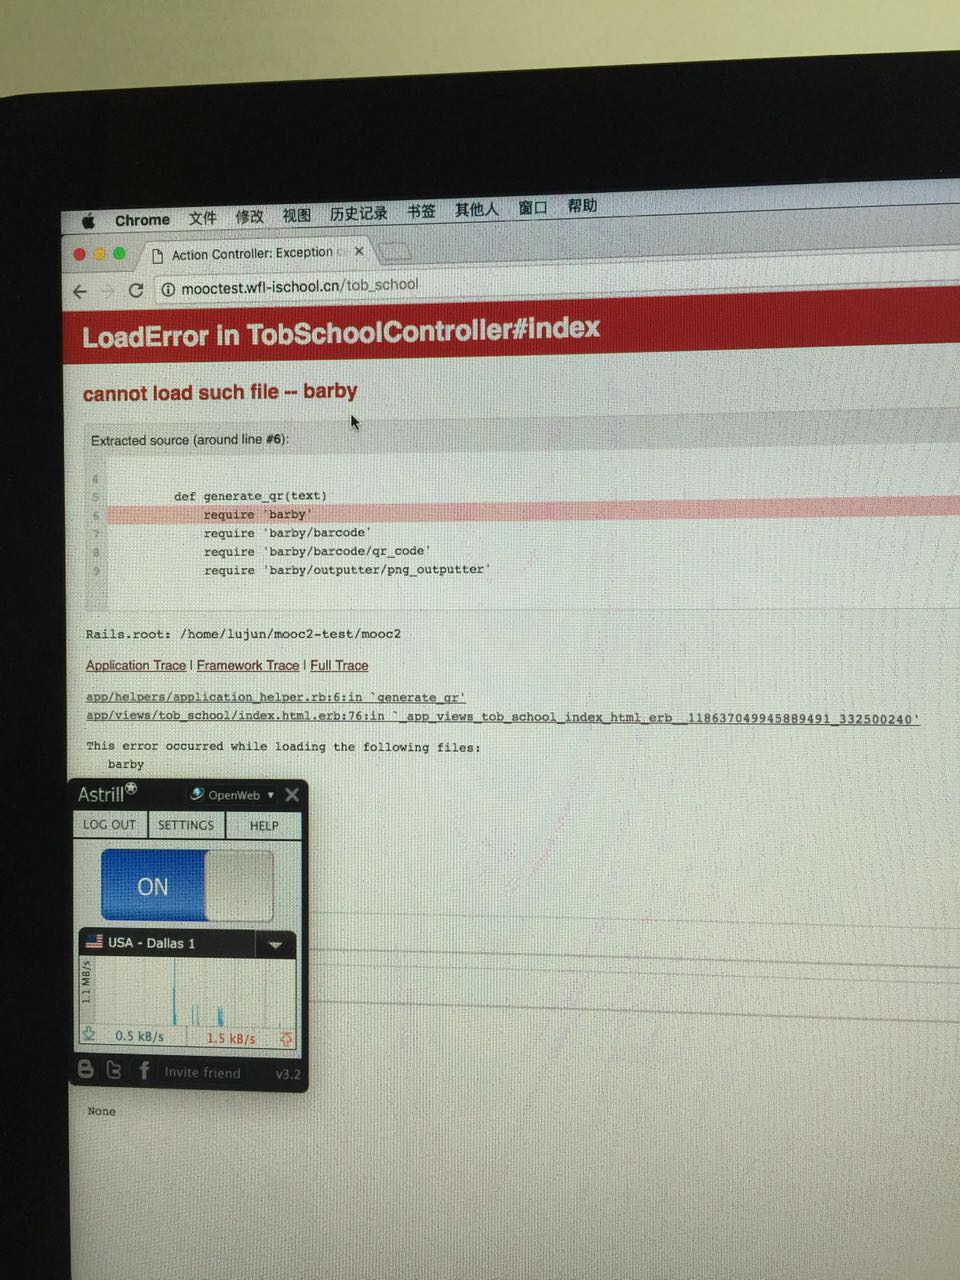 Chrome 文件 修改 视图 历史记录 书签 其他人 窗口 帮助
Action Controller: Exception
mooctest.wfl-ischool.cn/tob_school
LoadError in TobSchoolController#index
cannot load such file -- barby
Extracted source (around line #6):
4
5 def generate_qr(text)
6 require 'barby'
7 require 'barby/barcode'
8 require 'barby/barcode/qr_code'
9 require 'barby/outputter/png_outputter'
Rails.root: /home/lujun/mooc2-test/mooc2
Application Trace | Framework Trace | Full Trace
app/helpers/application_helper.rb:6:in `generate_qr'
app/views/tob_school/index.html.erb:76:in `_app_views_tob_school_index_html_erb__118637049945889491_332500240'
This error occurred while loading the following files:
barby
Astrill OpenWeb
LOG OUT SETTINGS HELP
ON
USA - Dallas 1
1.1 MB/s
0.5 kB/s 1.5 kB/s
Invite friend v3.2
None